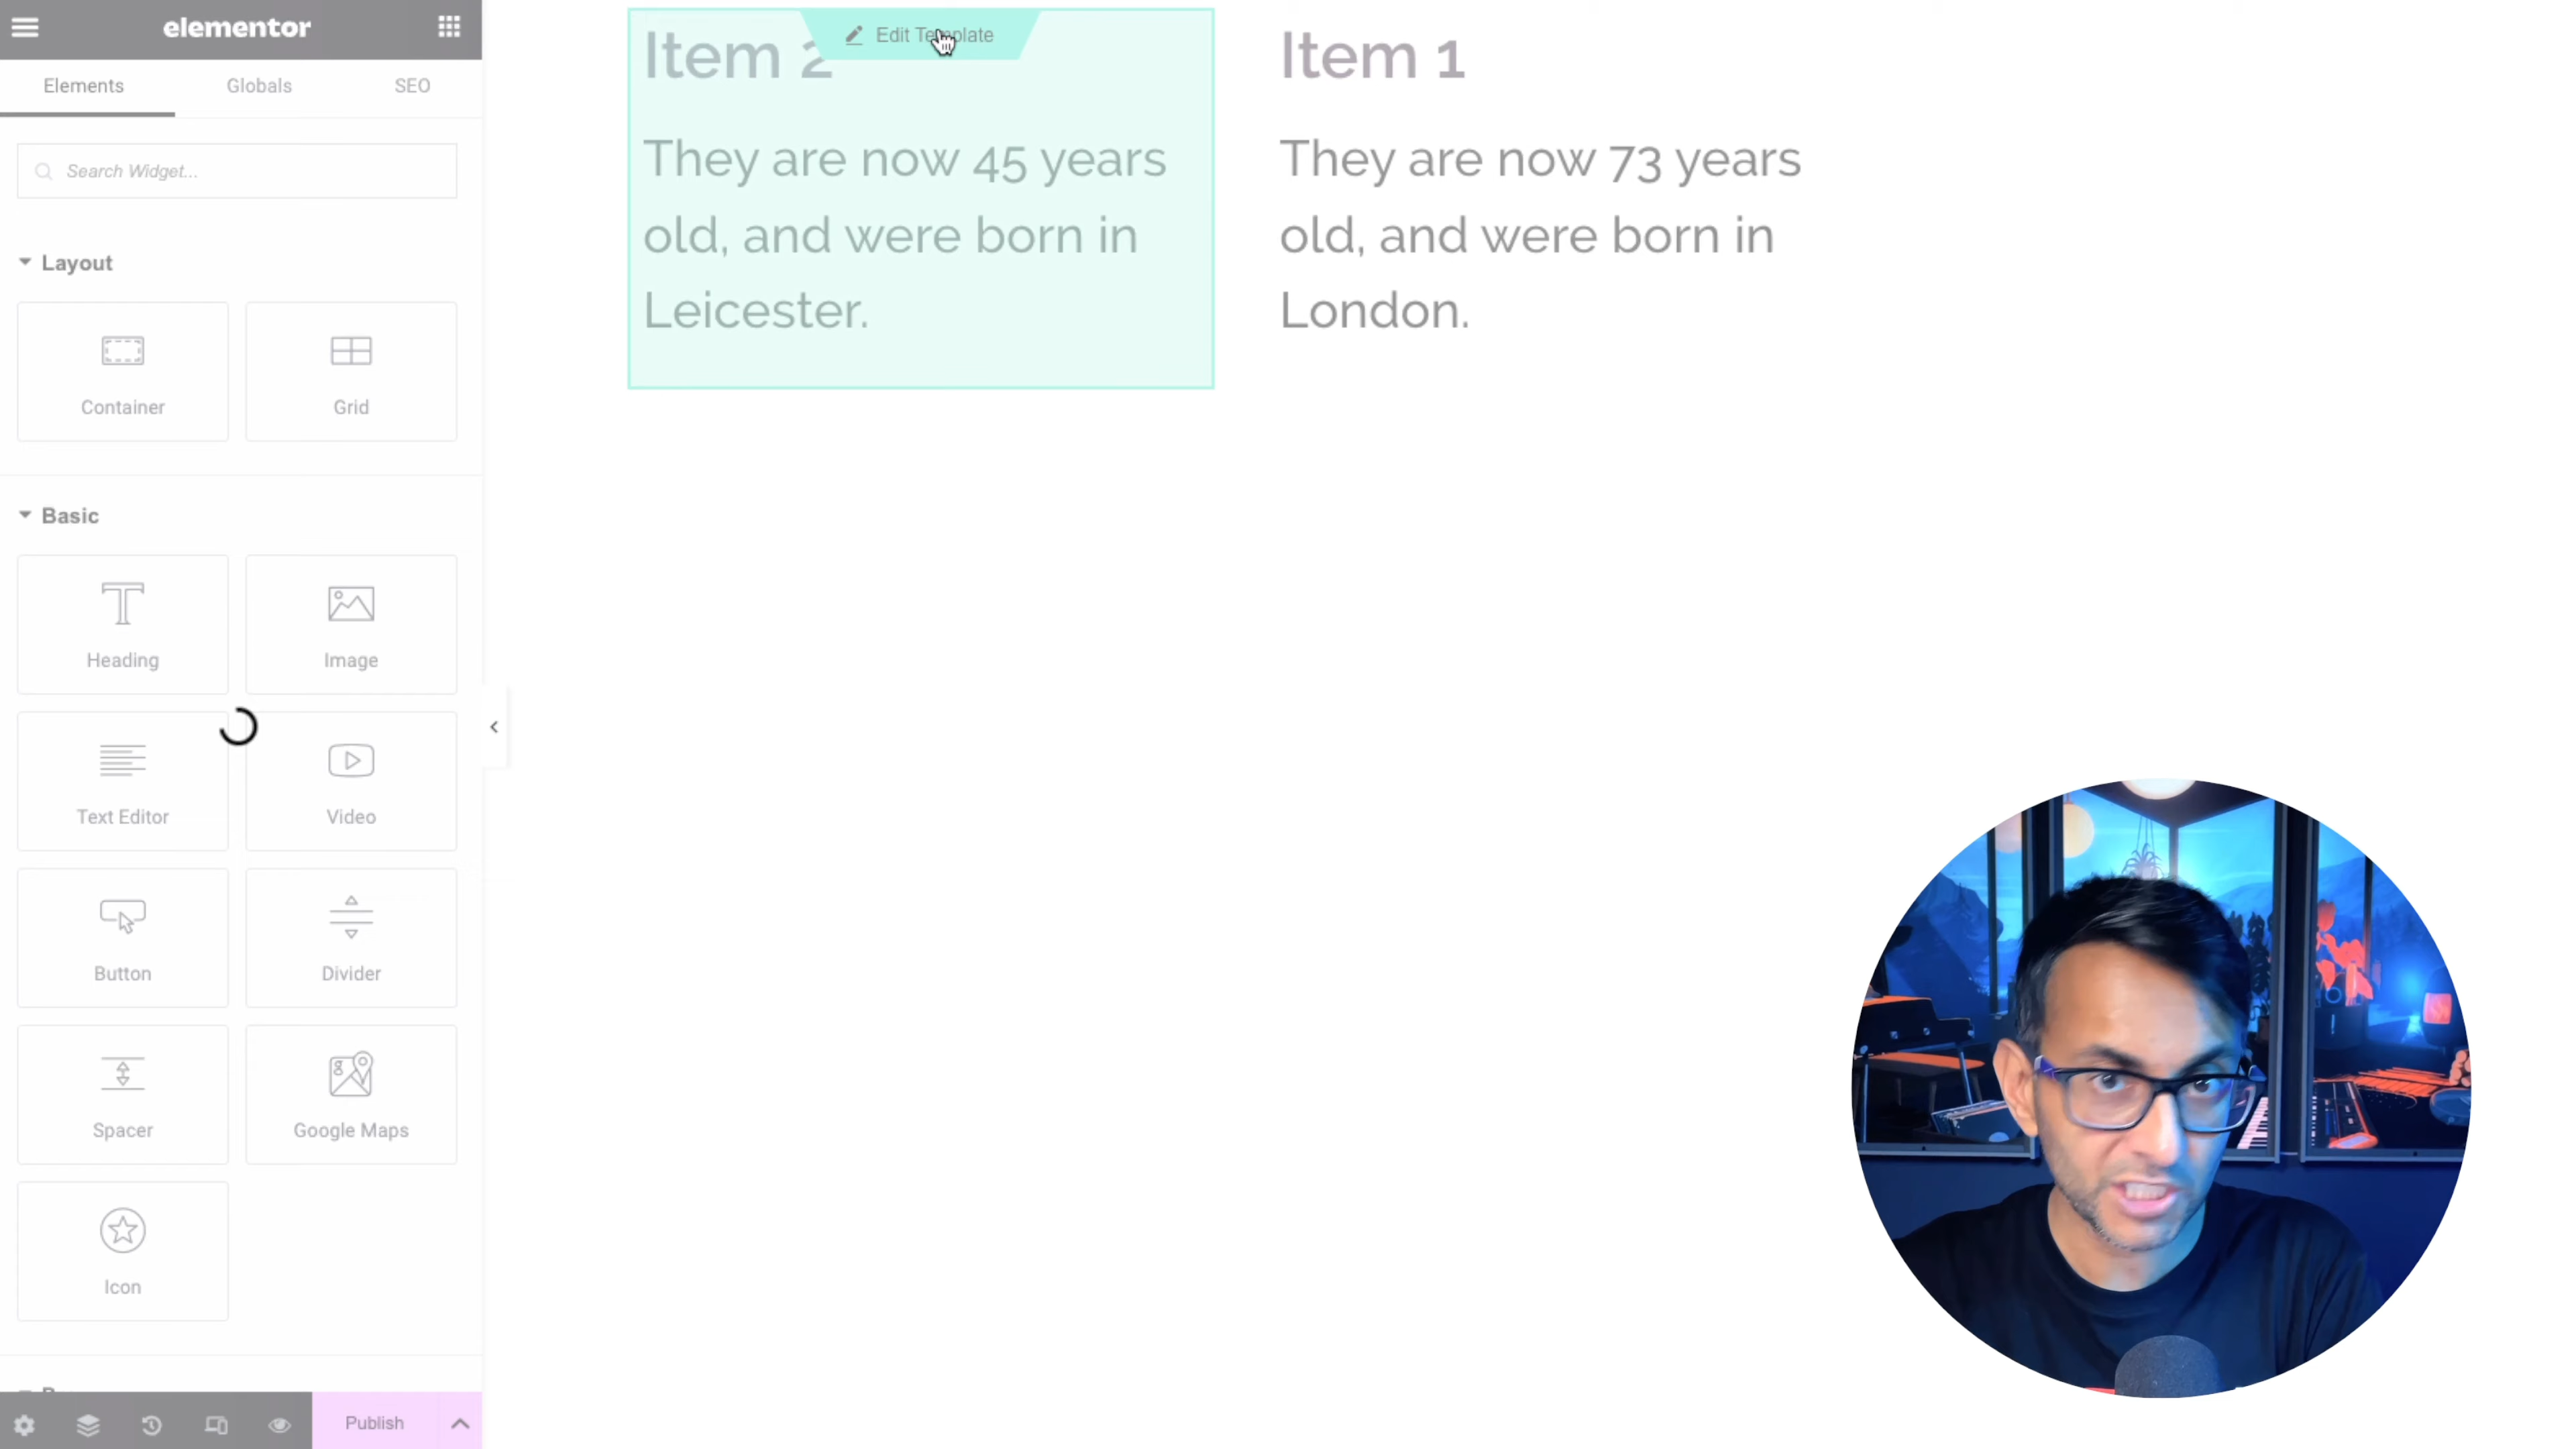 elementor
Elements
Globals
SEO
Search Widget...
Layout
Container
Grid
Basic
Heading
Image
Text Editor
Video
Button
Divider
Spacer
Google Maps
Icon
Publish
Edit Template
Item 2
They are now 45 years
old, and were born in
Leicester.
Item 1
They are now 73 years
old, and were born in
London.